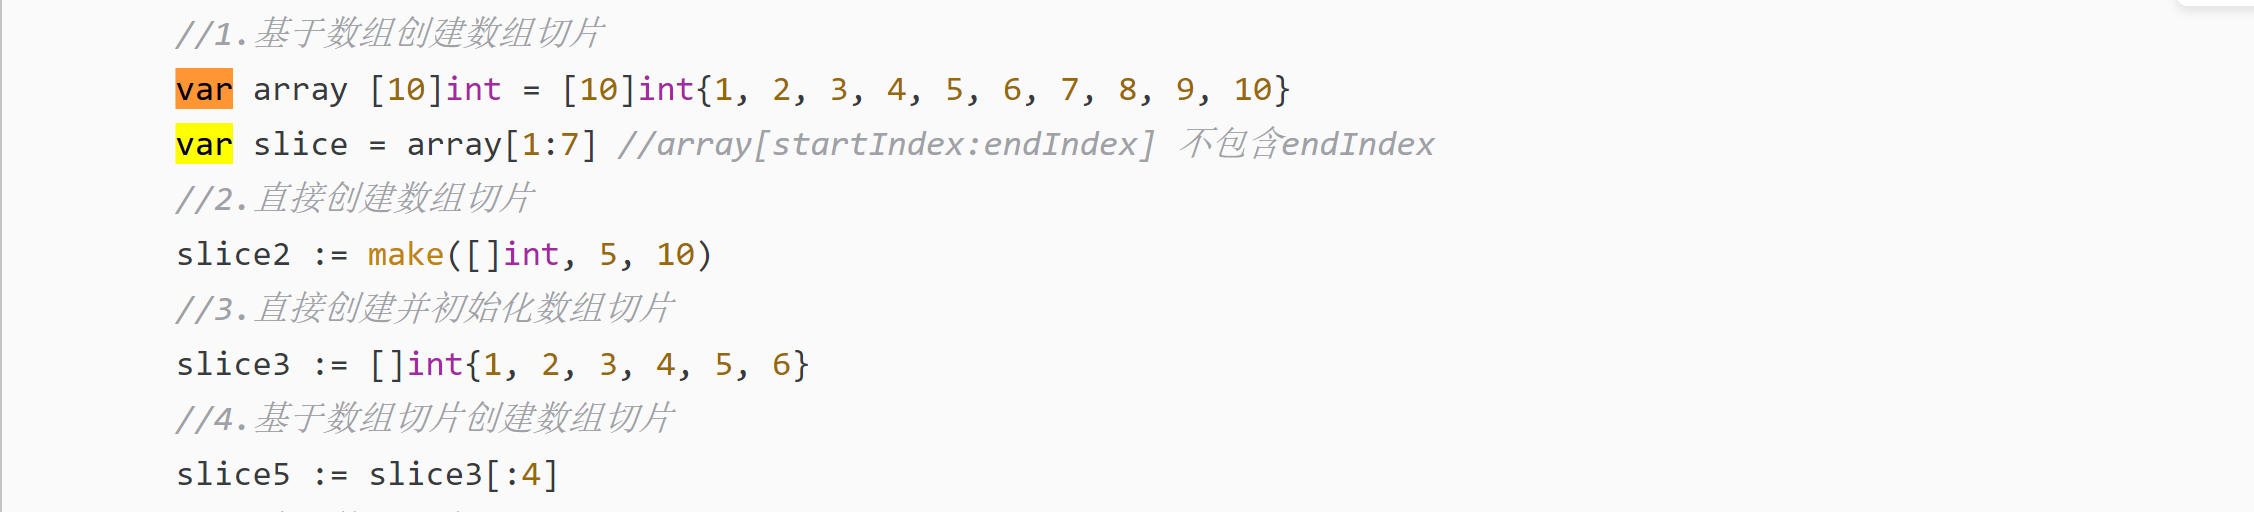 //1.基于数组创建数组切片
var array [10]int = [10]int{1, 2, 3, 4, 5, 6, 7, 8, 9, 10}
var slice = array[1:7] //array[startIndex:endIndex] 不包含endIndex
//2.直接创建数组切片
slice2 := make([]int, 5, 10)
//3.直接创建并初始化数组切片
slice3 := []int{1, 2, 3, 4, 5, 6}
//4.基于数组切片创建数组切片
slice5 := slice3[:4]